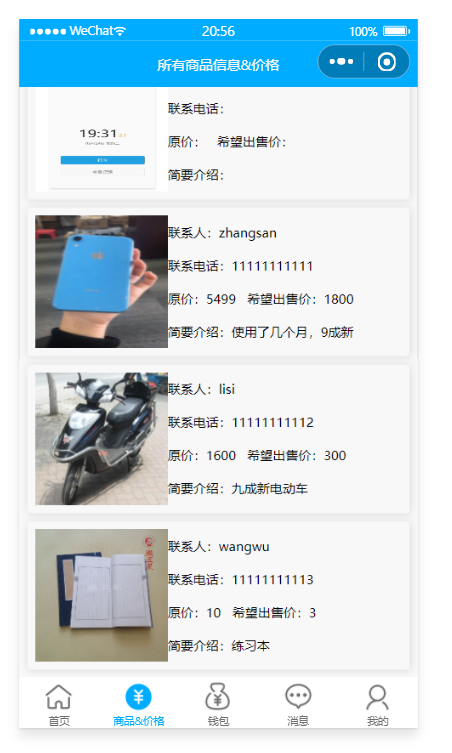 WeChat 20:56 100%
所有商品信息&价格
19:31
联系电话：
原价： 希望出售价：
简要介绍：
联系人：zhangsan
联系电话：11111111111
原价：5499 希望出售价：1800
简要介绍：使用了几个月，9成新
联系人：lisi
联系电话：11111111112
原价：1600 希望出售价：300
简要介绍：九成新电动车
联系人：wangwu
联系电话：11111111113
原价：10 希望出售价：3
简要介绍：练习本
首页 商品&价格 钱包 消息 我的